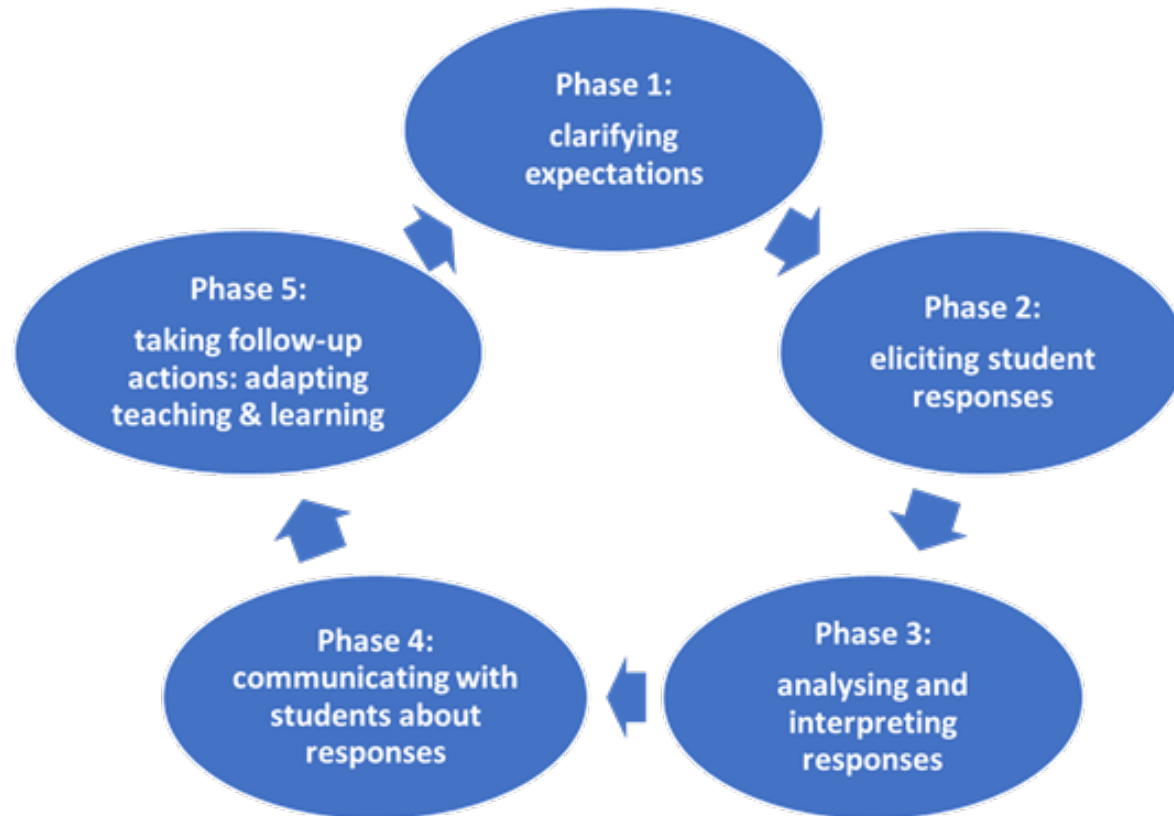 Phase 1:
clarifying
expectations
Phase 2:
eliciting student
responses
Phase 3:
analysing and
interpreting
responses
Phase 4:
communicating with
students about
responses
Phase 5:
taking follow-up
actions: adapting
teaching & learning